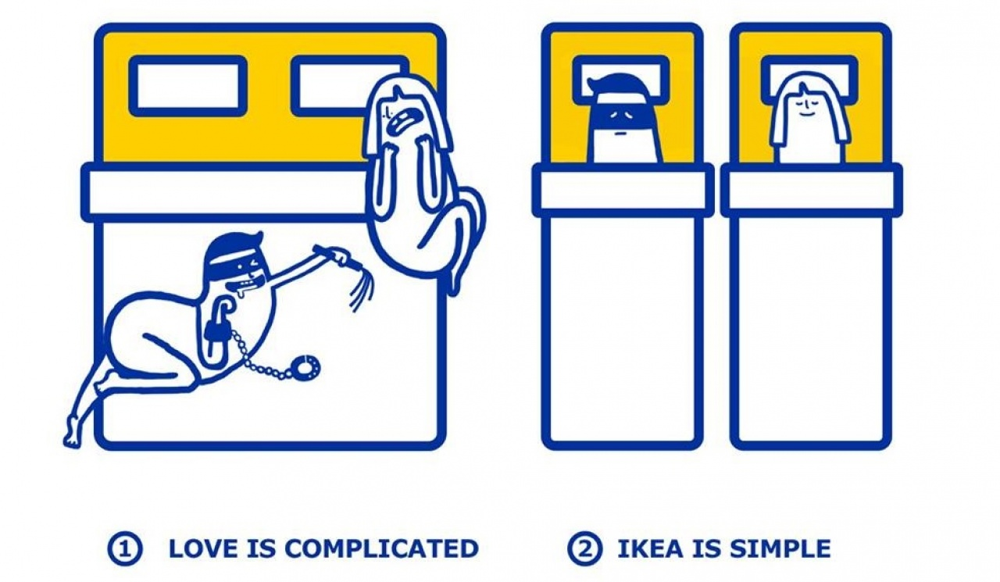 1 LOVE IS COMPLICATED
2 IKEA IS SIMPLE